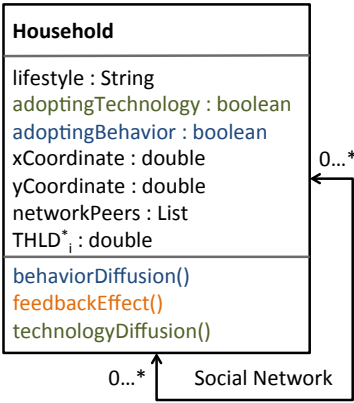 Household
lifestyle : String
adoptingTechnology : boolean
adoptingBehavior : boolean
xCoordinate : double
yCoordinate : double
networkPeers : List
THLD*i : double
behaviorDiffusion()
feedbackEffect()
technologyDiffusion()
0...*
0...*
Social Network